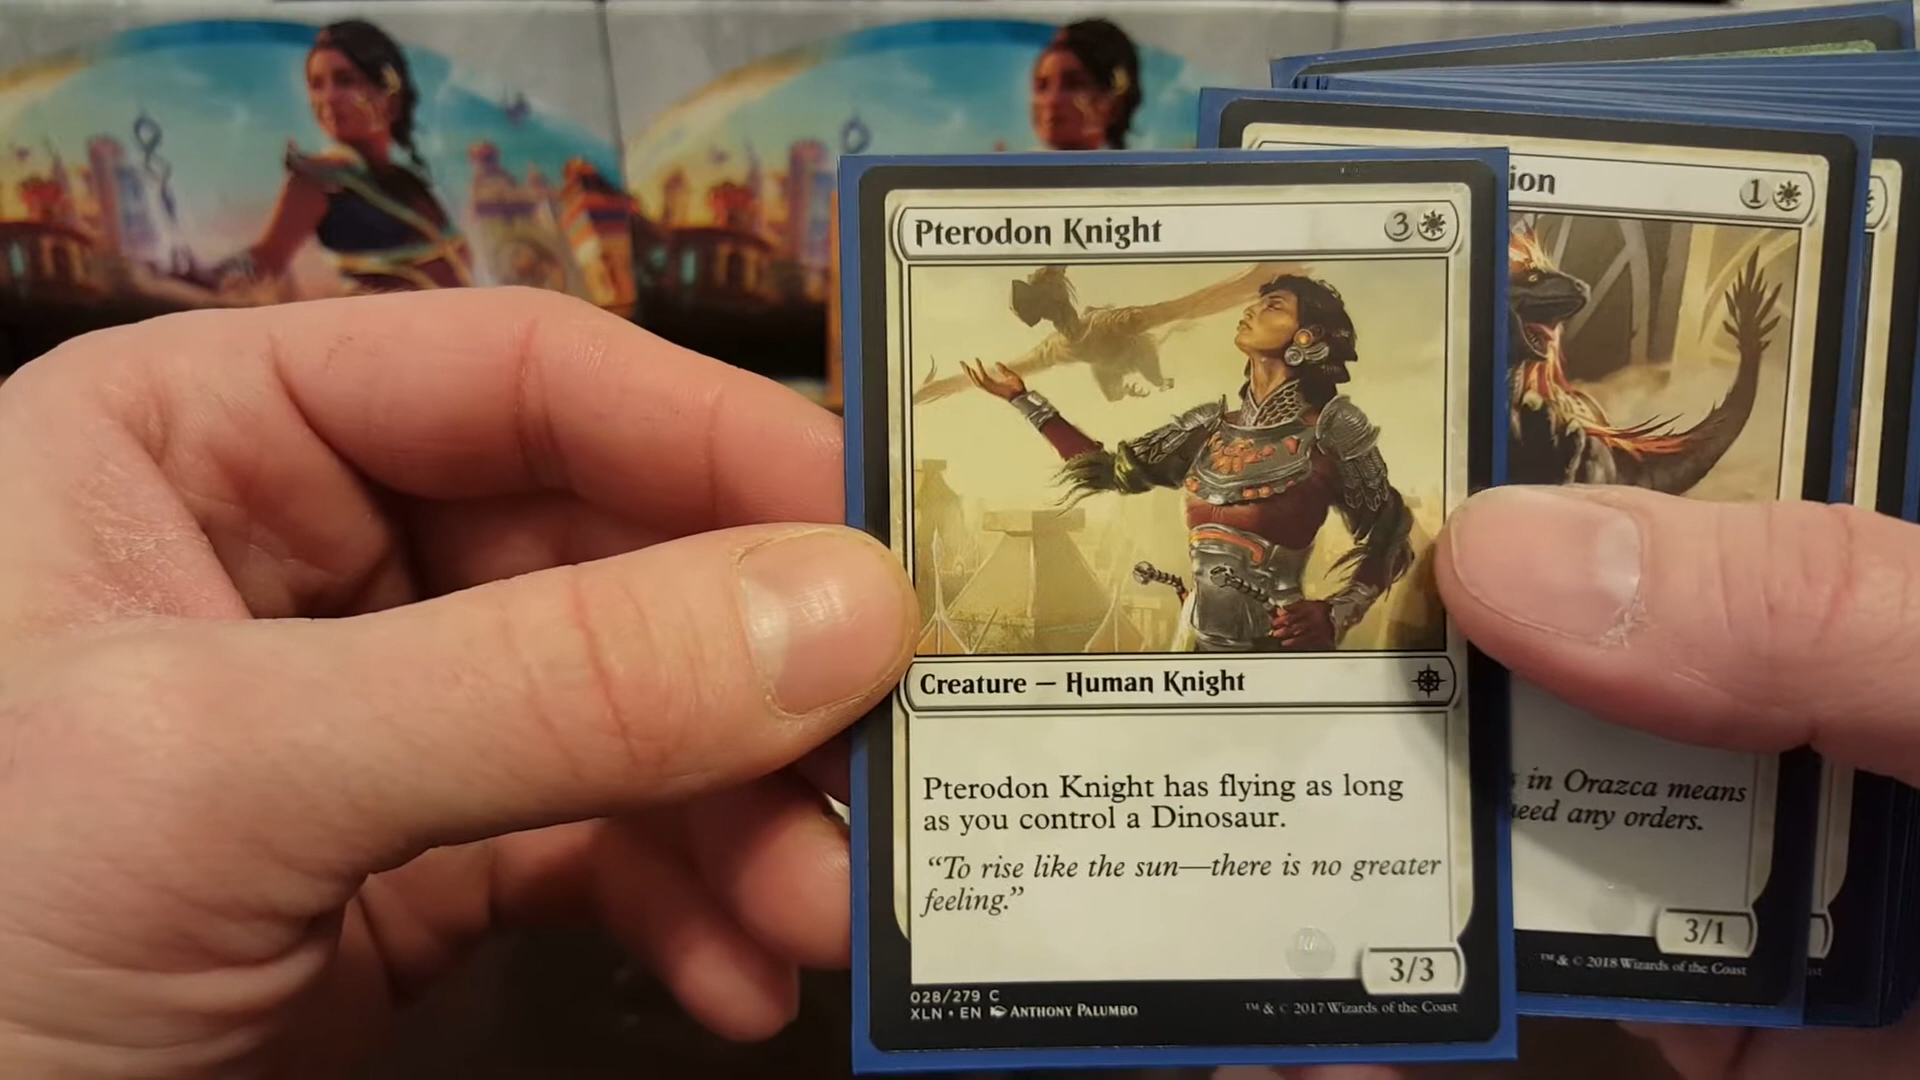 Pterodon Knight 3
Creature — Human Knight
Pterodon Knight has flying as long
as you control a Dinosaur.
“To rise like the sun—there is no greater
feeling.”
3/3
028/279 C
XLN • EN Anthony Palumbo
™ & © 2017 Wizards of the Coast
1
in Orazca means
any orders.
3/1
™ & © 2018 Wizards of the Coast